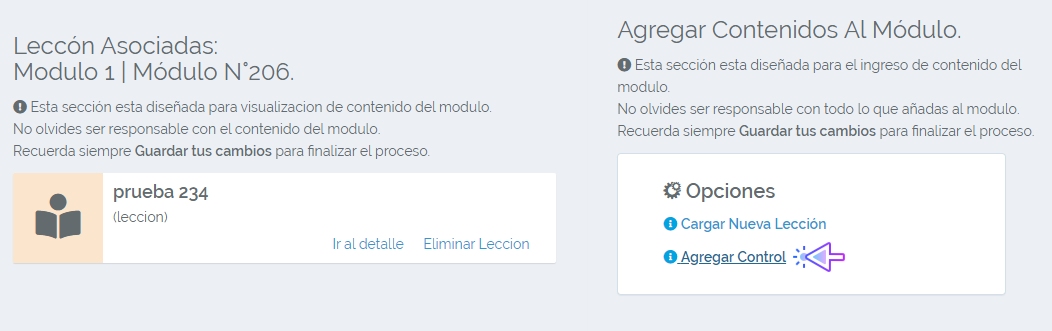 Leccón Asociadas:
Modulo 1 | Módulo N°206.
Esta sección esta diseñada para visualizacion de contenido del modulo.
No olvides ser responsable con el contenido del modulo.
Recuerda siempre Guardar tus cambios para finalizar el proceso.
prueba 234
(leccion)
Ir al detalle Eliminar Leccion
Agregar Contenidos Al Módulo.
Esta sección esta diseñada para el ingreso de contenido del
modulo.
No olvides ser responsable con todo lo que añadas al modulo.
Recuerda siempre Guardar tus cambios para finalizar el proceso.
Opciones
Cargar Nueva Lección
Agregar Control